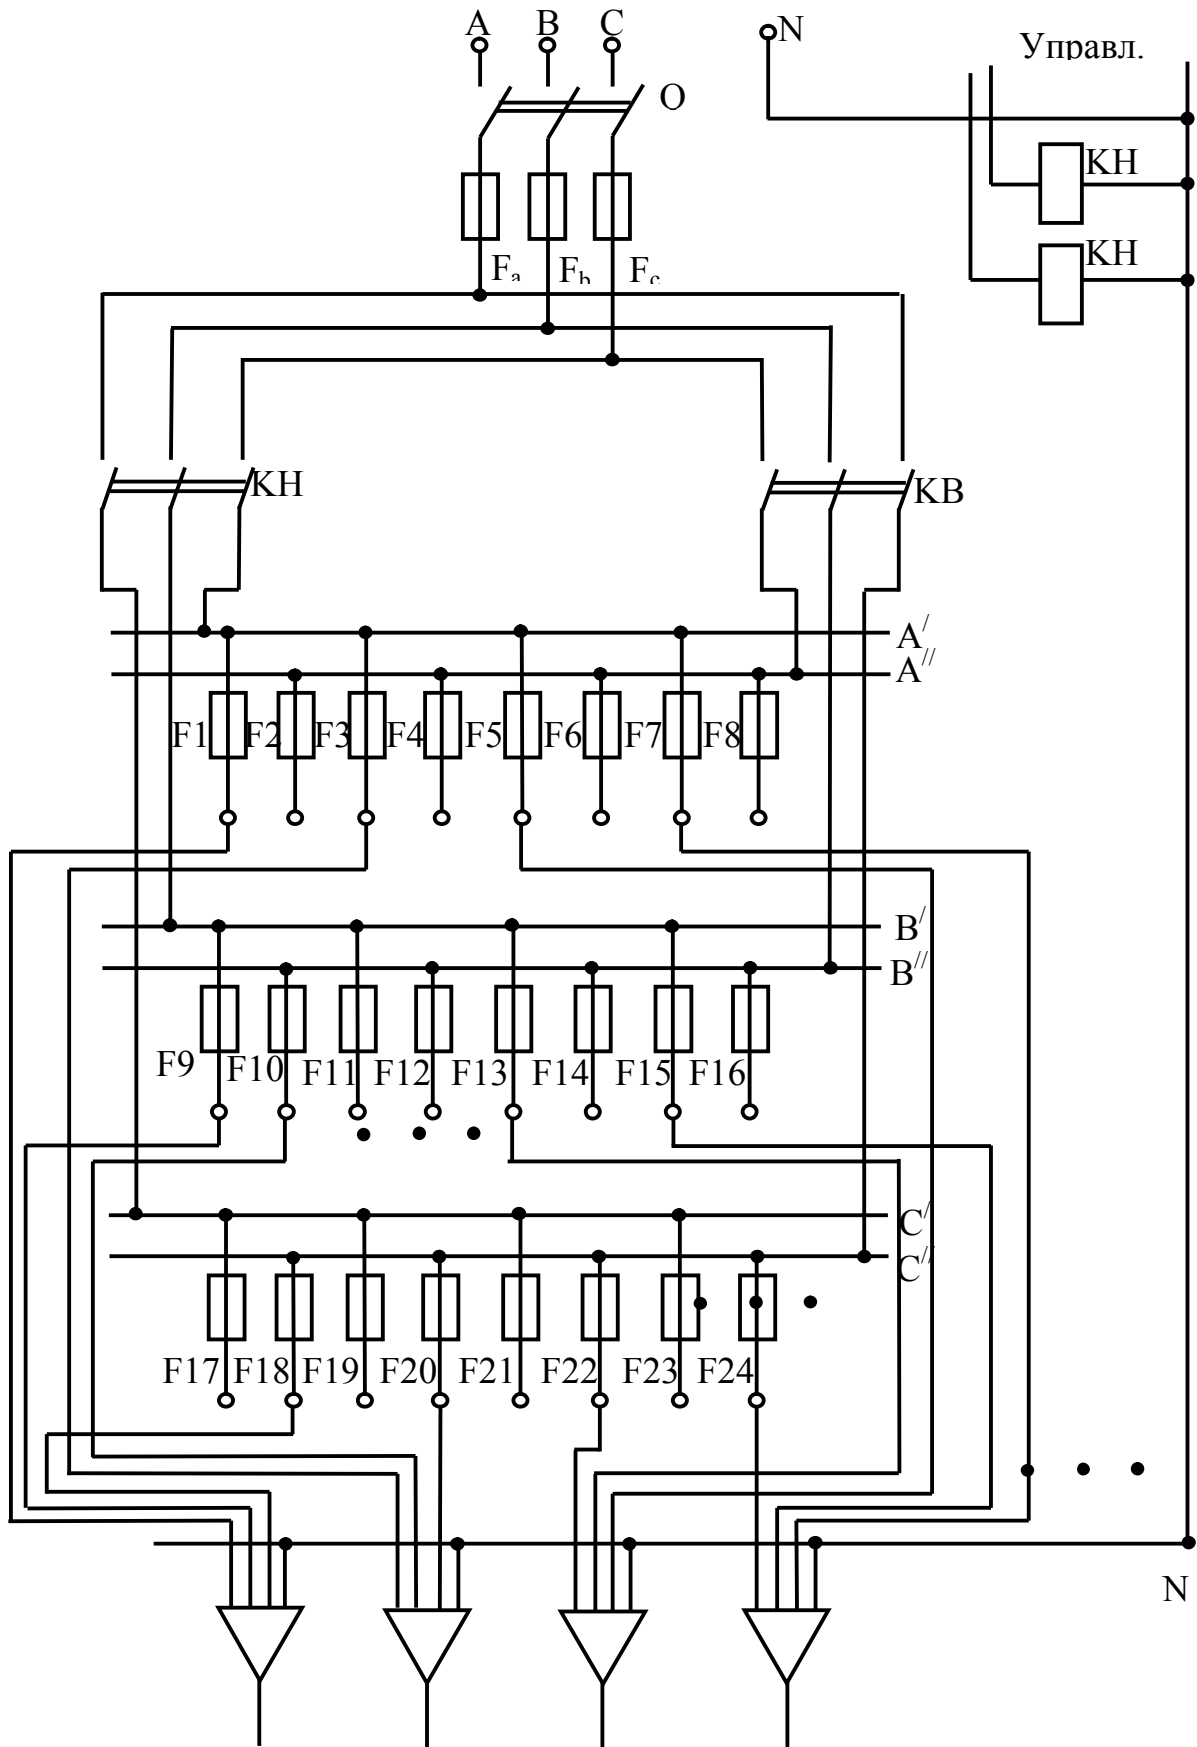 A B C N
Управл.
O
KH
Fa Fb Fc
KH
KH
KB
A/
A//
F1 F2 F3 F4 F5 F6 F7 F8
B/
B//
F9 F10 F11 F12 F13 F14 F15 F16
C/
C//
F17 F18 F19 F20 F21 F22 F23 F24
N